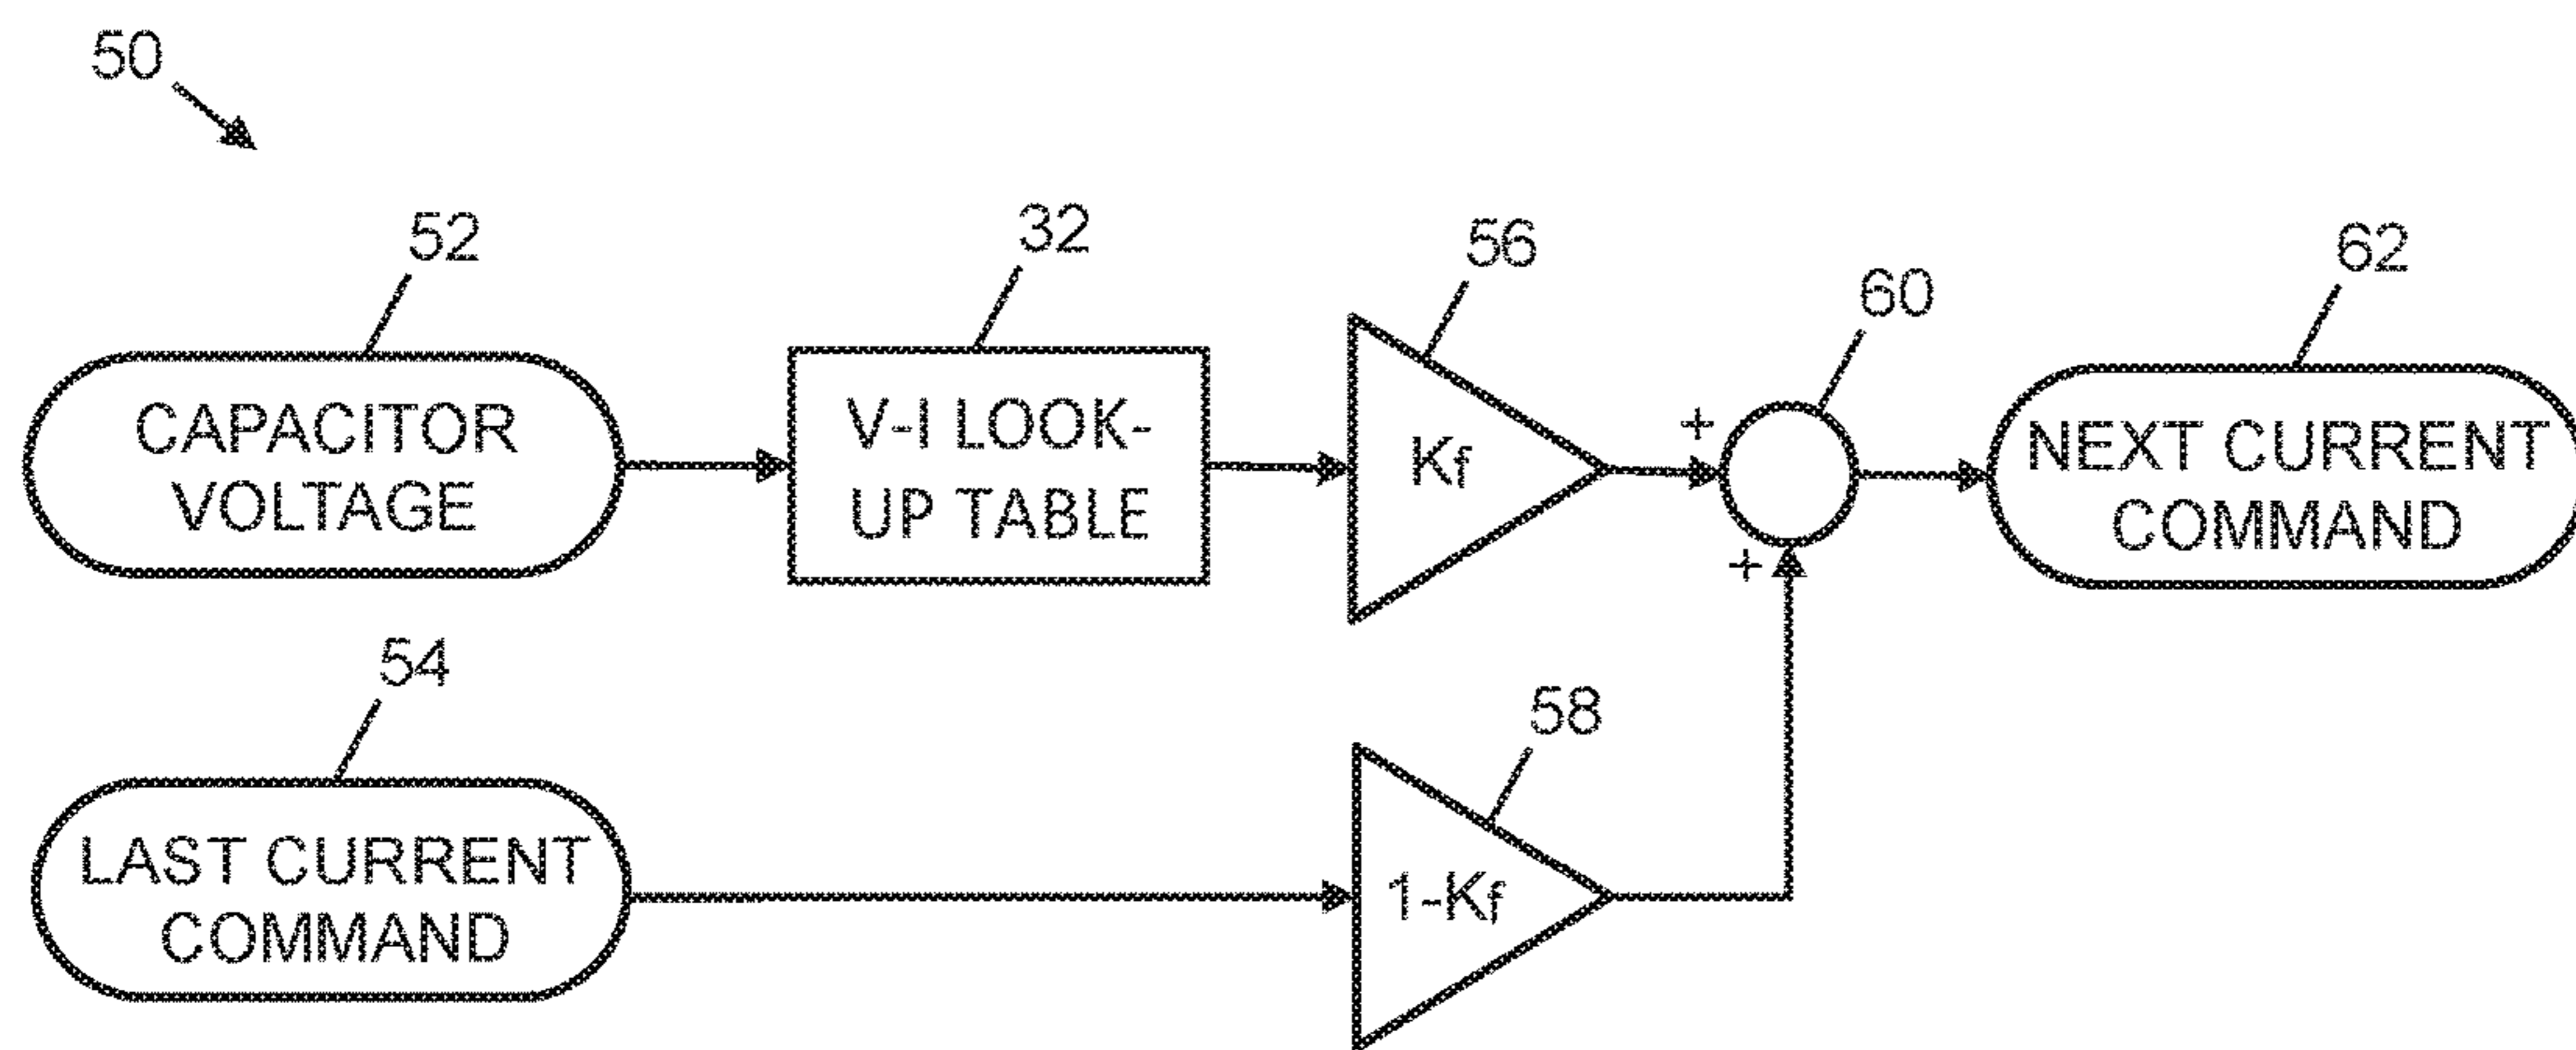 50
52
32
56
60
62
CAPACITOR
VOLTAGE
V-I LOOK-
UP TABLE
Kf
+
+
NEXT CURRENT
COMMAND
54
58
LAST CURRENT
COMMAND
1-Kf